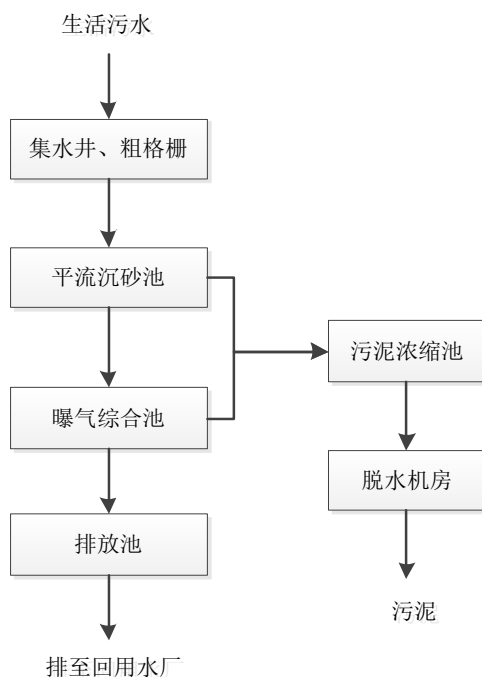 生活污水
集水井、粗格栅
平流沉砂池
曝气综合池
排放池
排至回用水厂
污泥浓缩池
脱水机房
污泥